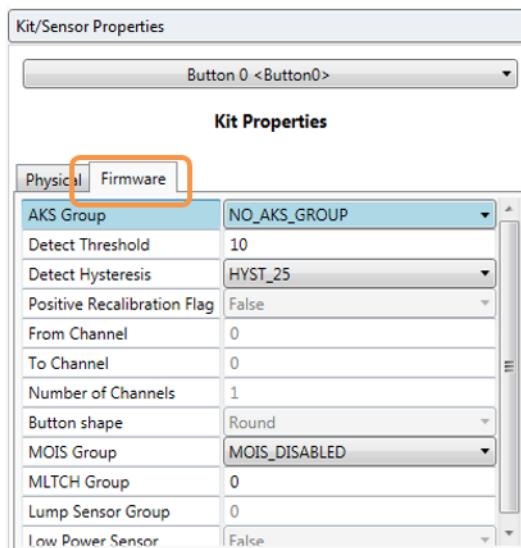 Kit/Sensor Properties
Button 0 <Button0>
Kit Properties
Physical Firmware
AKS Group NO_AKS_GROUP
Detect Threshold 10
Detect Hysteresis HYST_25
Positive Recalibration Flag False
From Channel 0
To Channel 0
Number of Channels 1
Button shape Round
MOIS Group MOIS_DISABLED
MLTCH Group 0
Lump Sensor Group 0
Low Power Sensor False